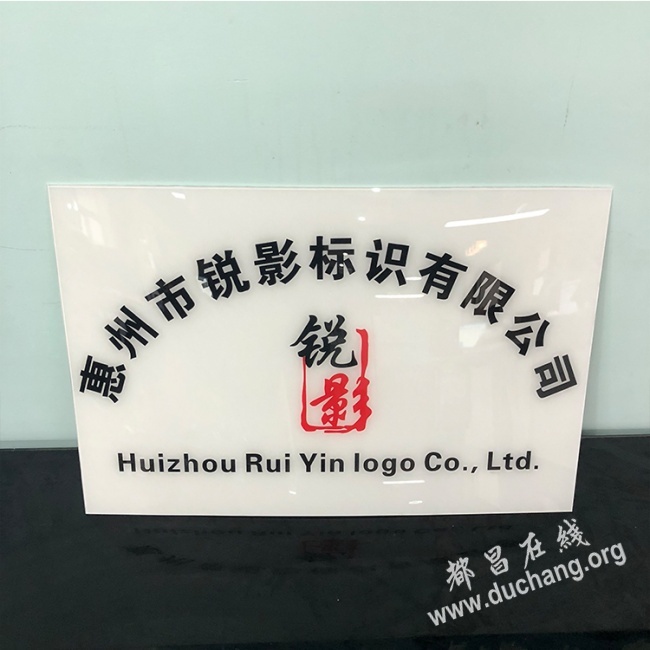 惠州市锐影标识有限公司
锐
影
Huizhou Rui Yin logo Co., Ltd.
都昌在线
www.duchang.org